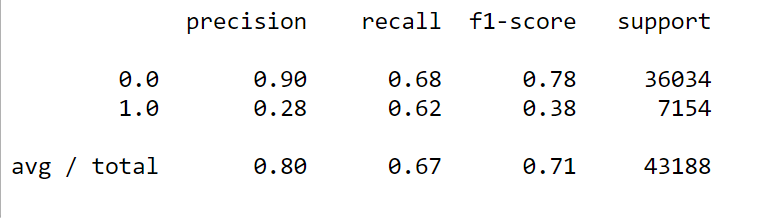 precision recall f1-score support
0.0 0.90 0.68 0.78 36034
1.0 0.28 0.62 0.38 7154
avg / total 0.80 0.67 0.71 43188